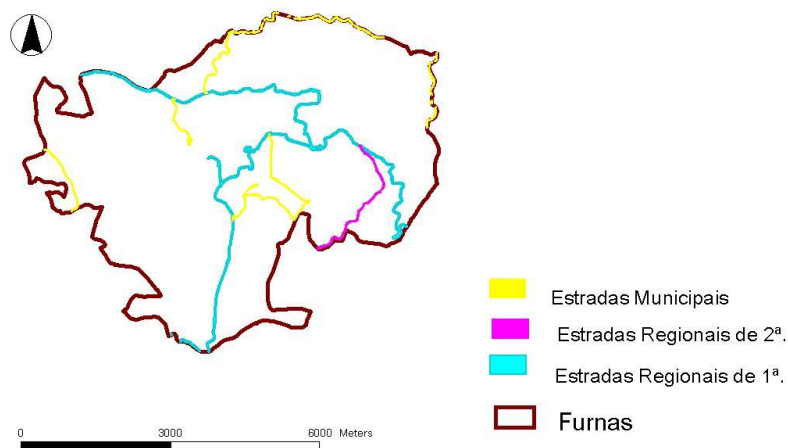 Estradas Municipais
Estradas Regionais de 2ª.
Estradas Regionais de 1ª.
Furnas
0 3000 6000 Meters